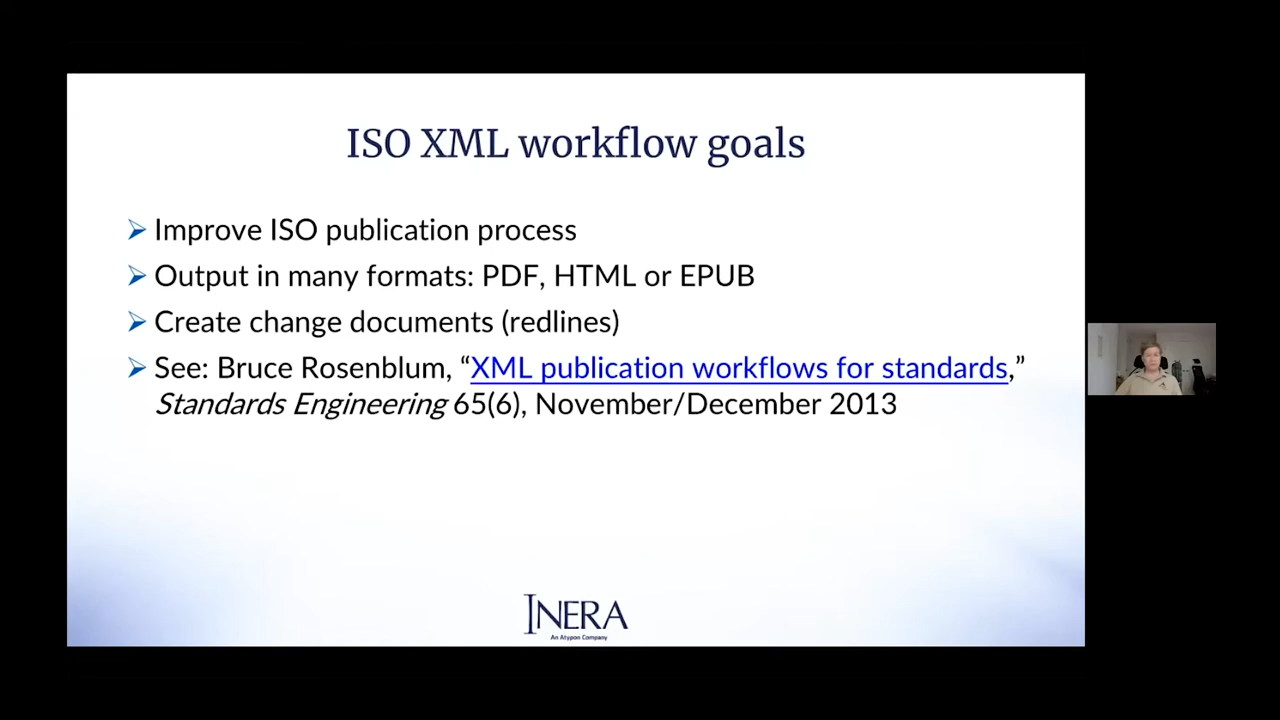 ISO XML workflow goals
Improve ISO publication process
Output in many formats: PDF, HTML or EPUB
Create change documents (redlines)
See: Bruce Rosenblum, “XML publication workflows for standards,”
Standards Engineering 65(6), November/December 2013
INERA
An Atypon Company